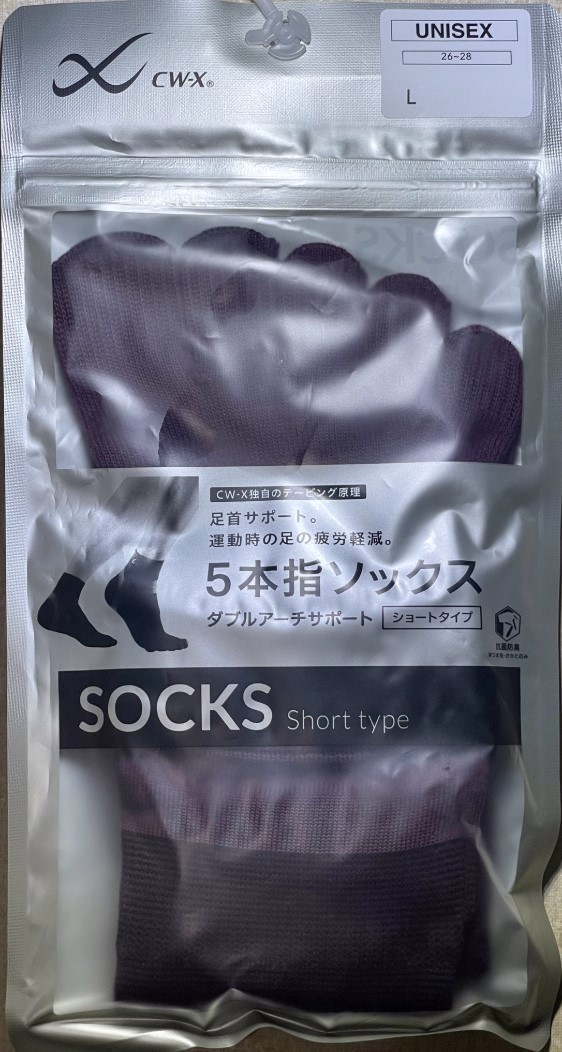 CW-X®
UNISEX
26~28
L
CW-X独自のテーピング原理
足首サポート。
運動時の足の疲労軽減。
5本指ソックス
ダブルアーチサポート ショートタイプ
抗菌防臭
SOCKS Short type